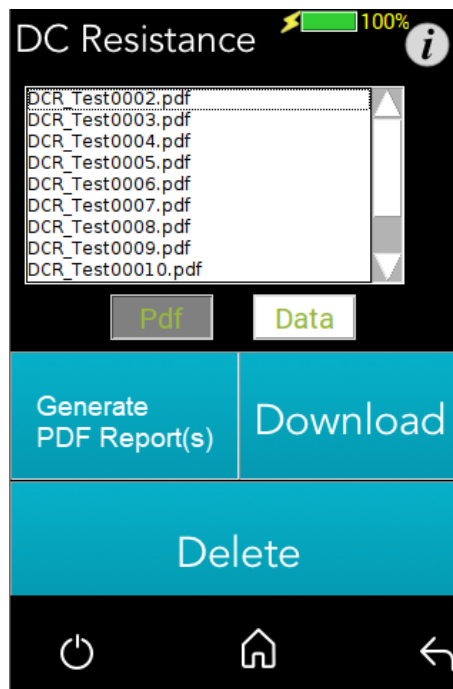 DC Resistance
100%
i
DCR_Test0002.pdf
DCR_Test0003.pdf
DCR_Test0004.pdf
DCR_Test0005.pdf
DCR_Test0006.pdf
DCR_Test0007.pdf
DCR_Test0008.pdf
DCR_Test0009.pdf
DCR_Test00010.pdf
Pdf Data
Generate
PDF Report(s)
Download
Delete